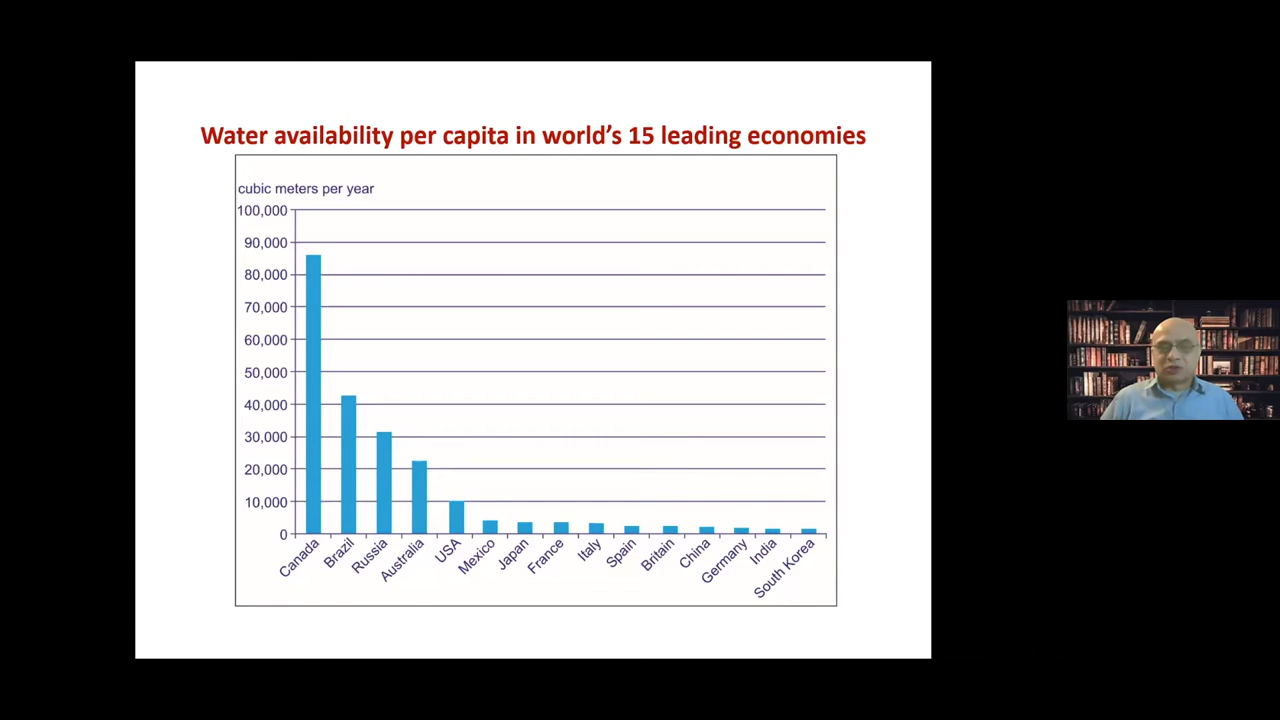 Water availability per capita in world's 15 leading economies
cubic meters per year
100,000
90,000
80,000
70,000
60,000
50,000
40,000
30,000
20,000
10,000
0
Canada
Brazil
Russia
Australia
USA
Mexico
Japan
France
Italy
Spain
Britain
China
Germany
India
South Korea